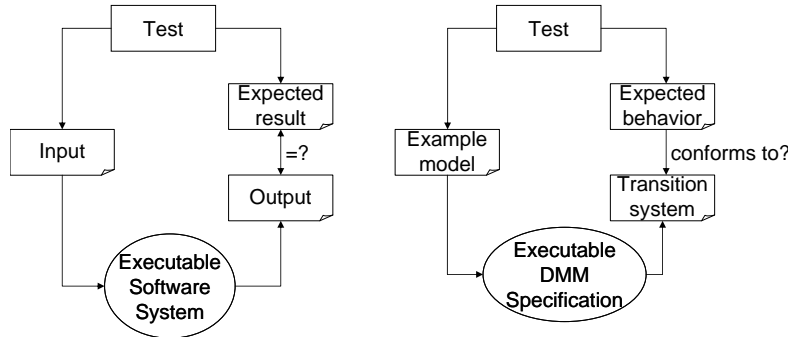 Test
Expected
result
Input
=?
Output
Executable
Software
System
Test
Expected
behavior
Example
model
conforms to?
Transition
system
Executable
DMM
Specification